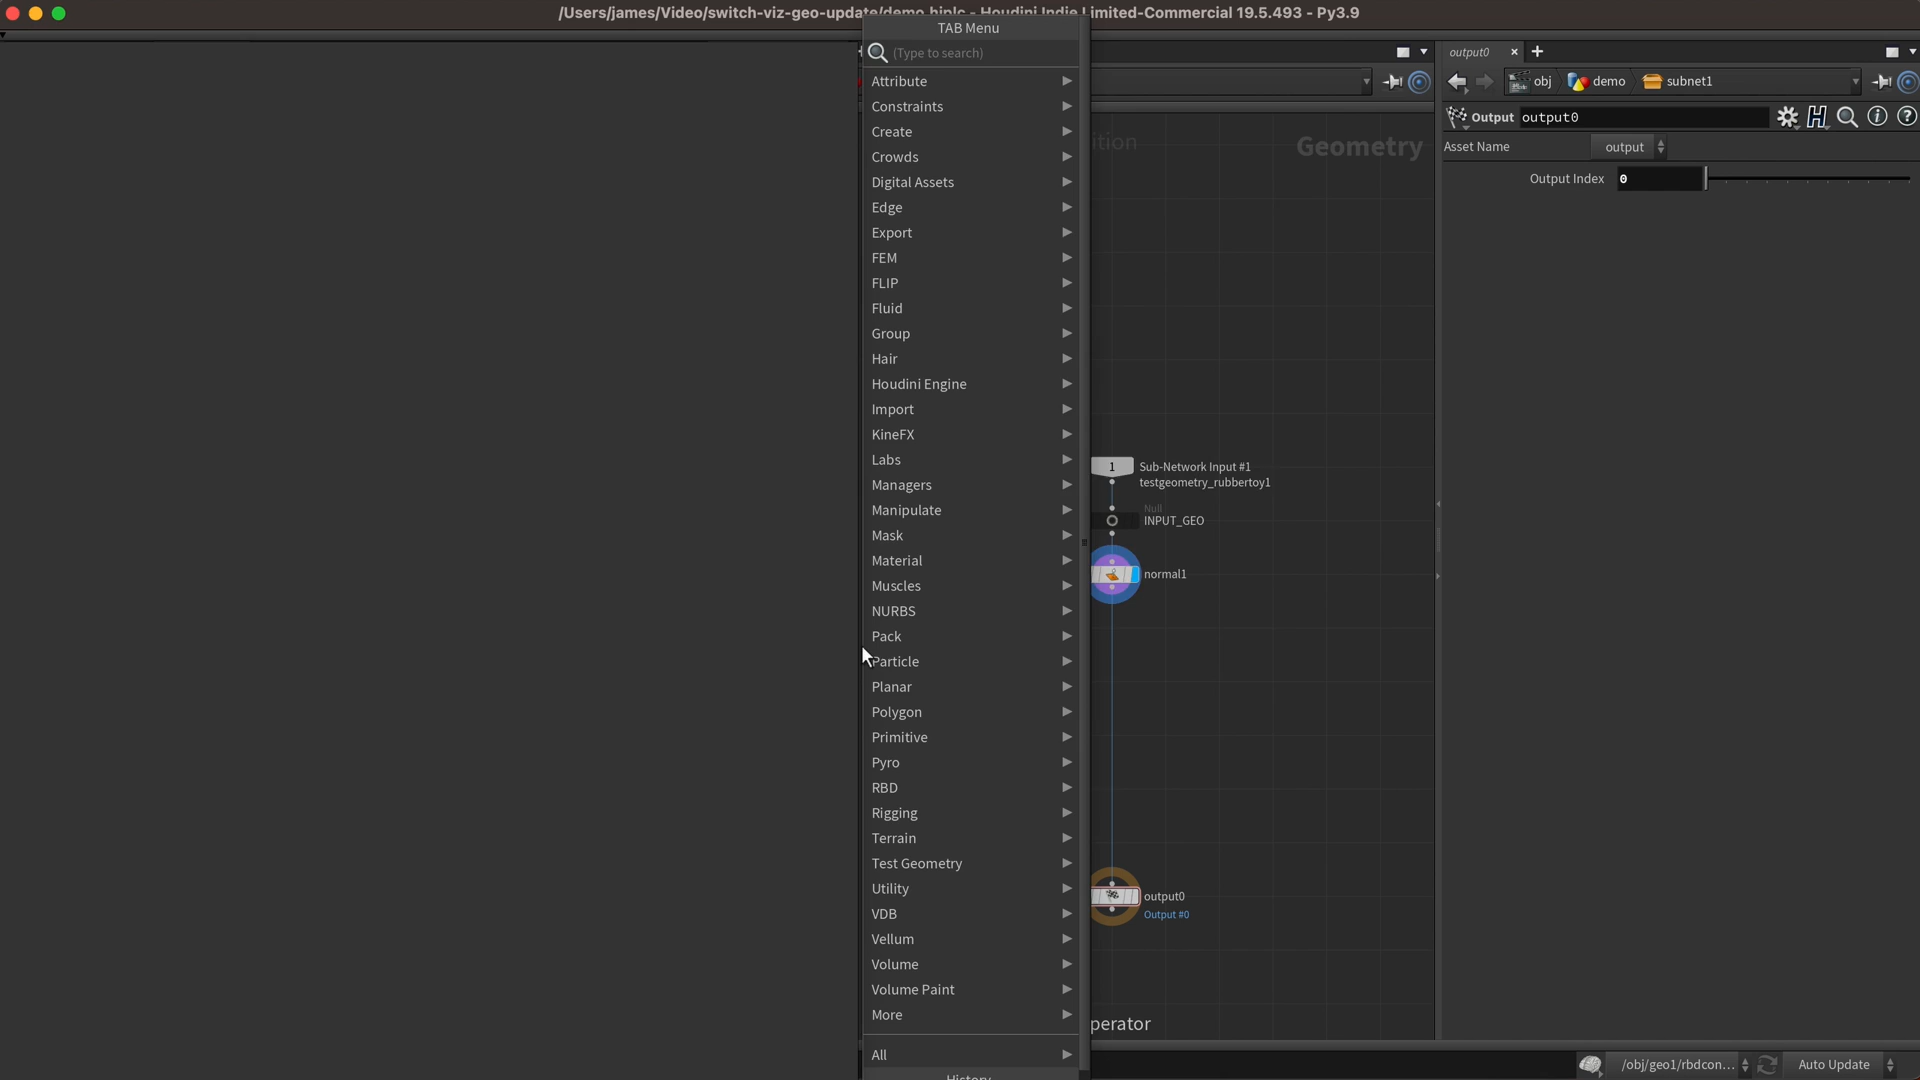 /Users/james/Video/switch-viz-geo-update/demo.hiplc - Houdini Indie Limited-Commercial 19.5.493 - Py3.9
TAB Menu
(Type to search)
Attribute
Constraints
Create
Crowds
Digital Assets
Edge
Export
FEM
FLIP
Fluid
Group
Hair
Houdini Engine
Import
KineFX
Labs
Managers
Manipulate
Mask
Material
Muscles
NURBS
Pack
Particle
Planar
Polygon
Primitive
Pyro
RBD
Rigging
Terrain
Test Geometry
Utility
VDB
Vellum
Volume
Volume Paint
More
All
History
ition
Geometry
1
Sub-Network Input #1
testgeometry_rubbertoy1
Null
INPUT_GEO
normal1
output0
Output #0
perator
output0
obj
demo
subnet1
Output
output0
Asset Name
output
Output Index
0
/obj/geo1/rbdcon...
Auto Update